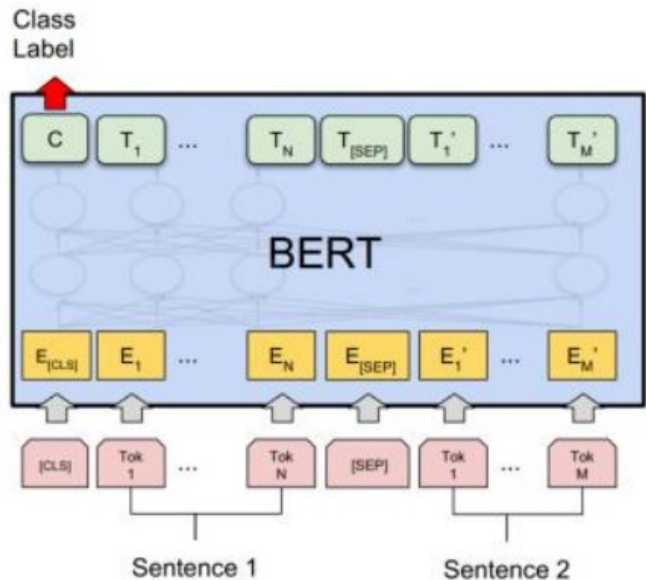 Class
Label
C T1 ... TN T[SEP] T1' ... TM'
BERT
E[CLS] E1 ... EN E[SEP] E1' ... EM'
[CLS] Tok 1 ... Tok N [SEP] Tok 1 ... Tok M
Sentence 1 Sentence 2